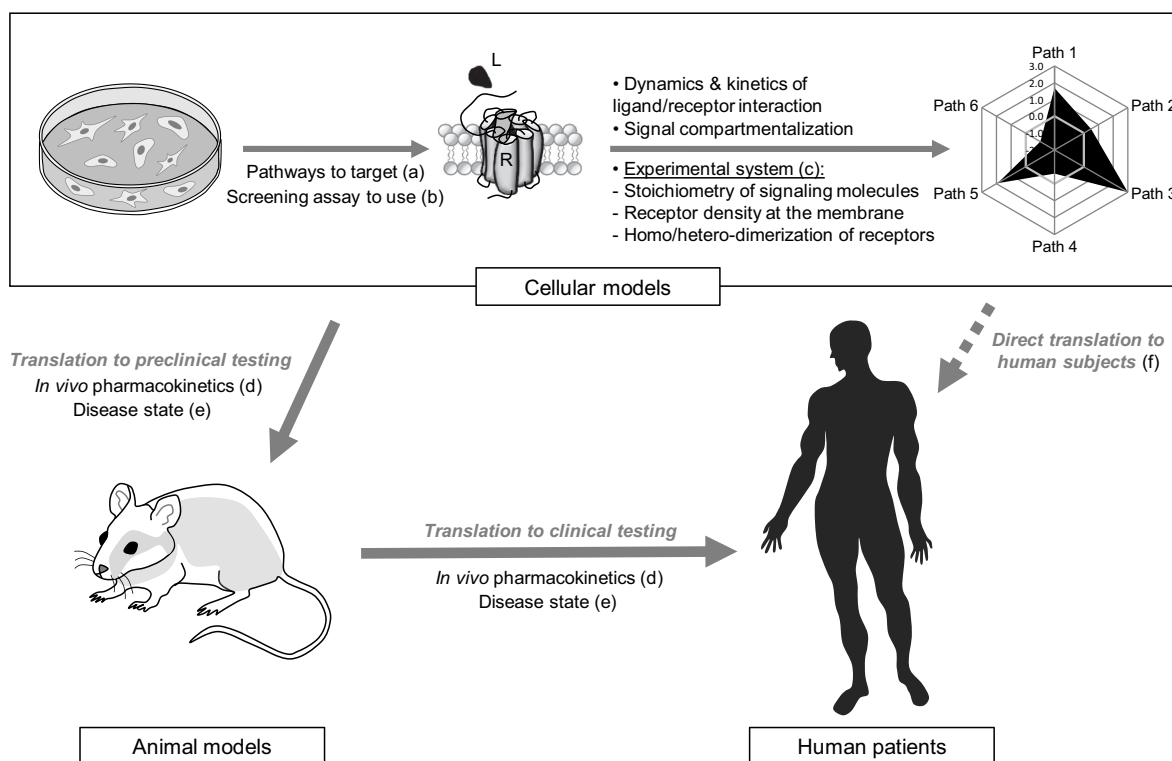 Pathways to target (a)
Screening assay to use (b)
L
R
• Dynamics & kinetics of
ligand/receptor interaction
• Signal compartmentalization
• Experimental system (c):
- Stoichiometry of signaling molecules
- Receptor density at the membrane
- Homo/hetero-dimerization of receptors
Path 1
3.0
2.0
1.0
0.0
-1.0
Path 2
Path 3
Path 4
Path 5
Path 6
Cellular models
Translation to preclinical testing
In vivo pharmacokinetics (d)
Disease state (e)
Direct translation to
human subjects (f)
Translation to clinical testing
In vivo pharmacokinetics (d)
Disease state (e)
Animal models
Human patients